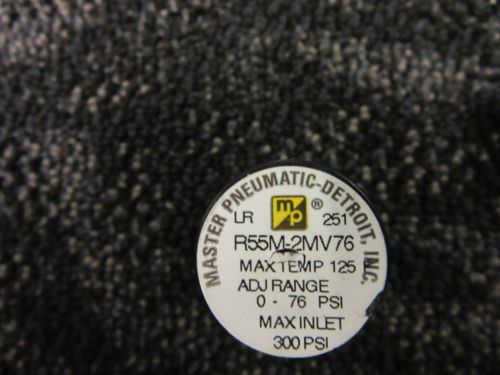 MASTER PNEUMATIC-DETROIT, INC.
LR m/p ® 251
R55M-2MV76
MAX TEMP 125
ADJ RANGE
0 - 76 PSI
MAX INLET
300 PSI